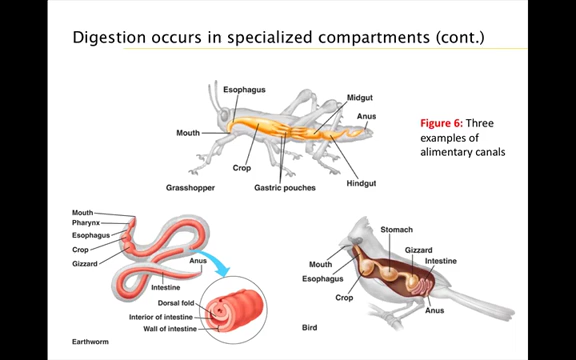 Digestion occurs in specialized compartments (cont.)
Esophagus
Midgut
Anus
Mouth
Crop
Hindgut
Grasshopper
Gastric pouches
Figure 6: Three
examples of
alimentary canals
Mouth
Pharynx
Esophagus
Crop
Gizzard
Anus
Intestine
Dorsal fold
Interior of intestine
Wall of intestine
Earthworm
Stomach
Gizzard
Intestine
Mouth
Esophagus
Crop
Anus
Bird